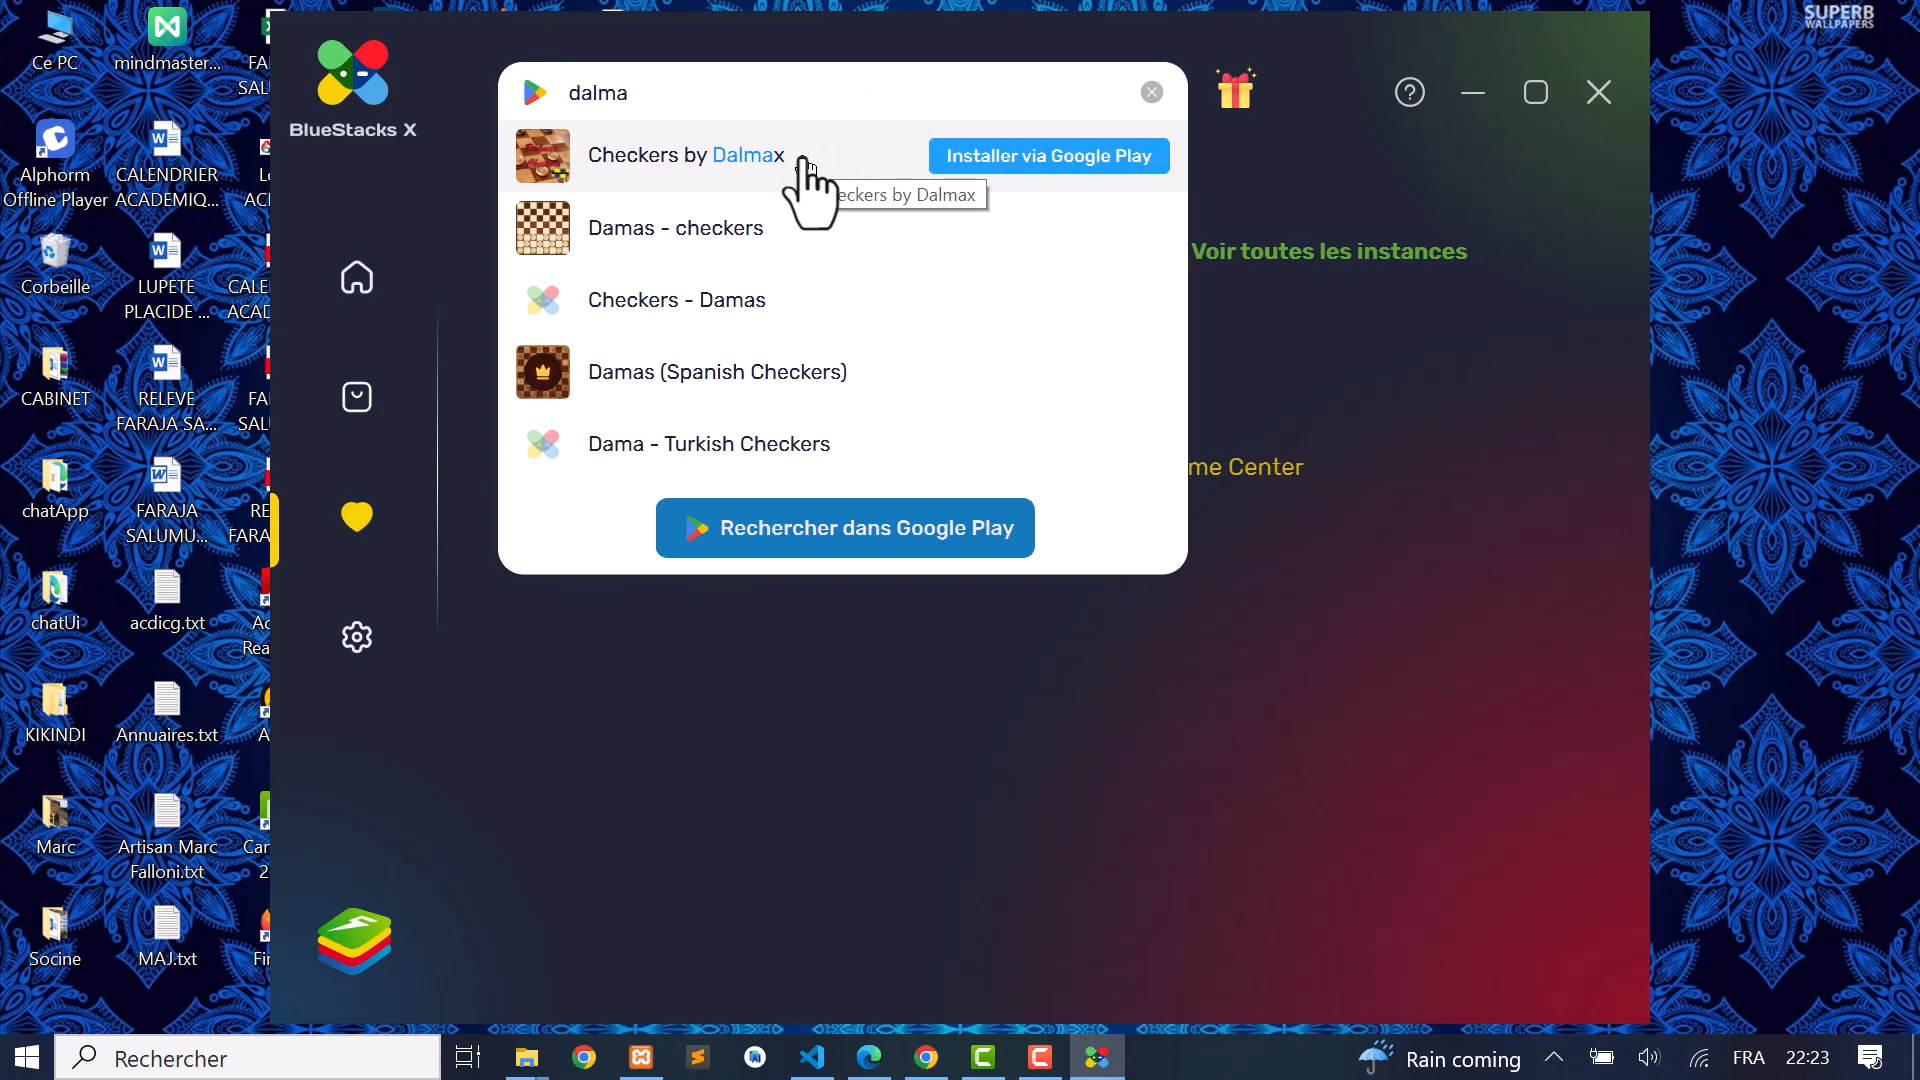 SUPERB
WALLPAPERS
Ce PC
mindmaster...
FA
SAL
Alphorm
Offline Player
CALENDRIER
ACADEMIQ...
Le
ACI
Corbeille
LUPETE
PLACIDE ...
CALE
ACAD
CABINET
RELEVE
FARAJA SA...
FA
SAL
chatApp
FARAJA
SALUMU...
RE
FARA
chatUi
acdicg.txt
Ac
Rea
KIKINDI
Annuaires.txt
A
Marc
Artisan Marc
Falloni.txt
Car
2
Socine
MAJ.txt
Fir
BlueStacks X
dalma
Checkers by Dalmax
Installer via Google Play
eckers by Dalmax
Damas - checkers
Checkers - Damas
Damas (Spanish Checkers)
Dama - Turkish Checkers
Rechercher dans Google Play
Voir toutes les instances
me Center
Rechercher
Rain coming
FRA
22:23